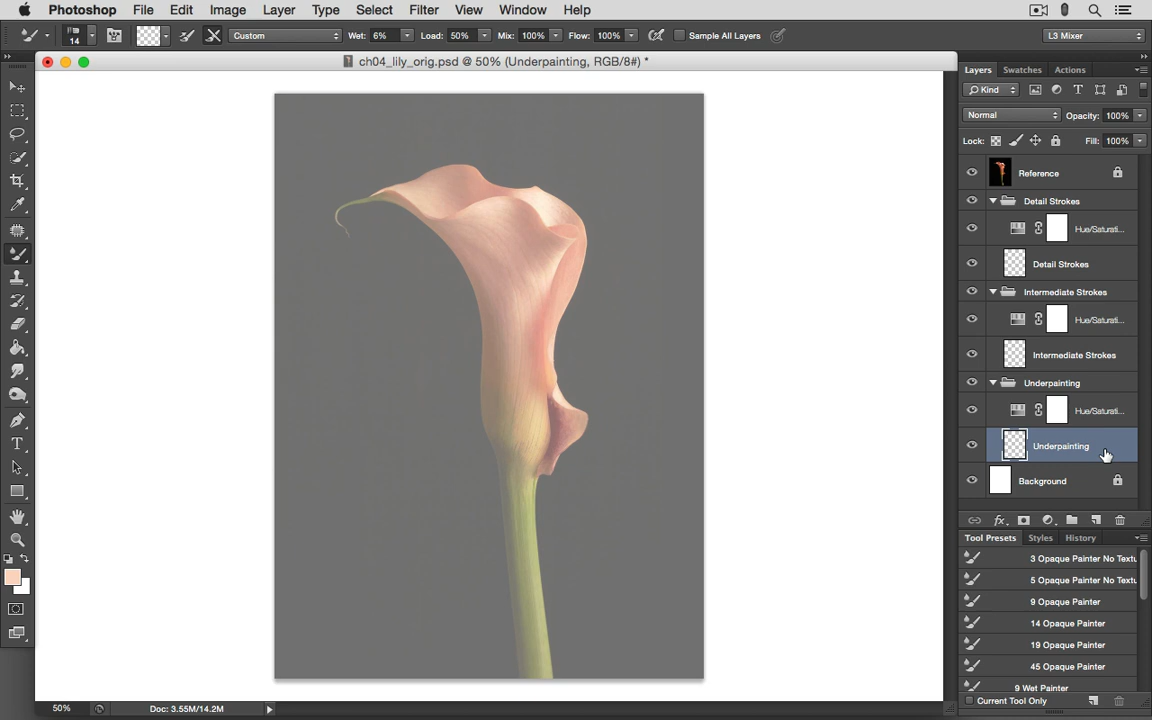 Photoshop File Edit Image Layer Type Select Filter View Window Help
14 Custom Wet: 6% Load: 50% Mix: 100% Flow: 100% Sample All Layers L3 Mixer
ch04_lily_orig.psd @ 50% (Underpainting, RGB/8#) *
Layers Swatches Actions
Kind
Normal Opacity: 100%
Lock: Fill: 100%
Reference
Detail Strokes
Hue/Saturati...
Detail Strokes
Intermediate Strokes
Hue/Saturati...
Intermediate Strokes
Underpainting
Hue/Saturati...
Underpainting
Background
fx
Tool Presets Styles History
3 Opaque Painter No Textu
5 Opaque Painter No Textu
9 Opaque Painter
14 Opaque Painter
19 Opaque Painter
45 Opaque Painter
9 Wet Painter
Current Tool Only
50% Doc: 3.55M/14.2M